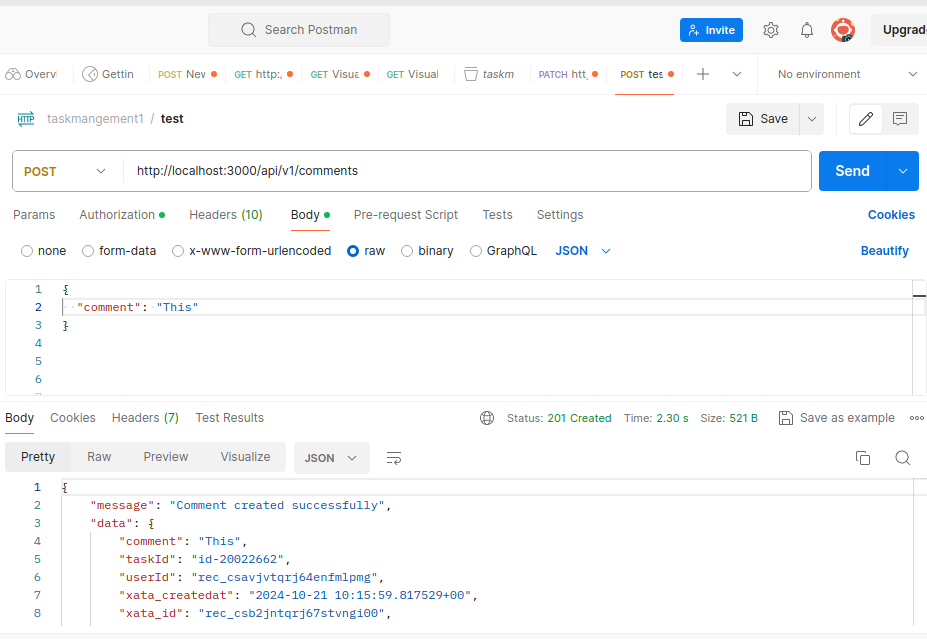 Search Postman Invite Upgrad
Overvi Gettin POST New GET http:, GET Visua GET Visual taskm PATCH htt, POST tes No environment
HTTP taskmangement1 / test Save
POST http://localhost:3000/api/v1/comments Send
Params Authorization Headers (10) Body Pre-request Script Tests Settings Cookies
none form-data x-www-form-urlencoded raw binary GraphQL JSON Beautify
1 {
2 "comment": "This"
3 }
4
5
6
Body Cookies Headers (7) Test Results Status: 201 Created Time: 2.30 s Size: 521 B Save as example
Pretty Raw Preview Visualize JSON
1 {
2 "message": "Comment created successfully",
3 "data": {
4 "comment": "This",
5 "taskId": "id-20022662",
6 "userId": "rec_csavjvtqrj64enfmlpmg",
7 "xata_createdat": "2024-10-21 10:15:59.817529+00",
8 "xata_id": "rec_csb2jntqrj67stvngi00",